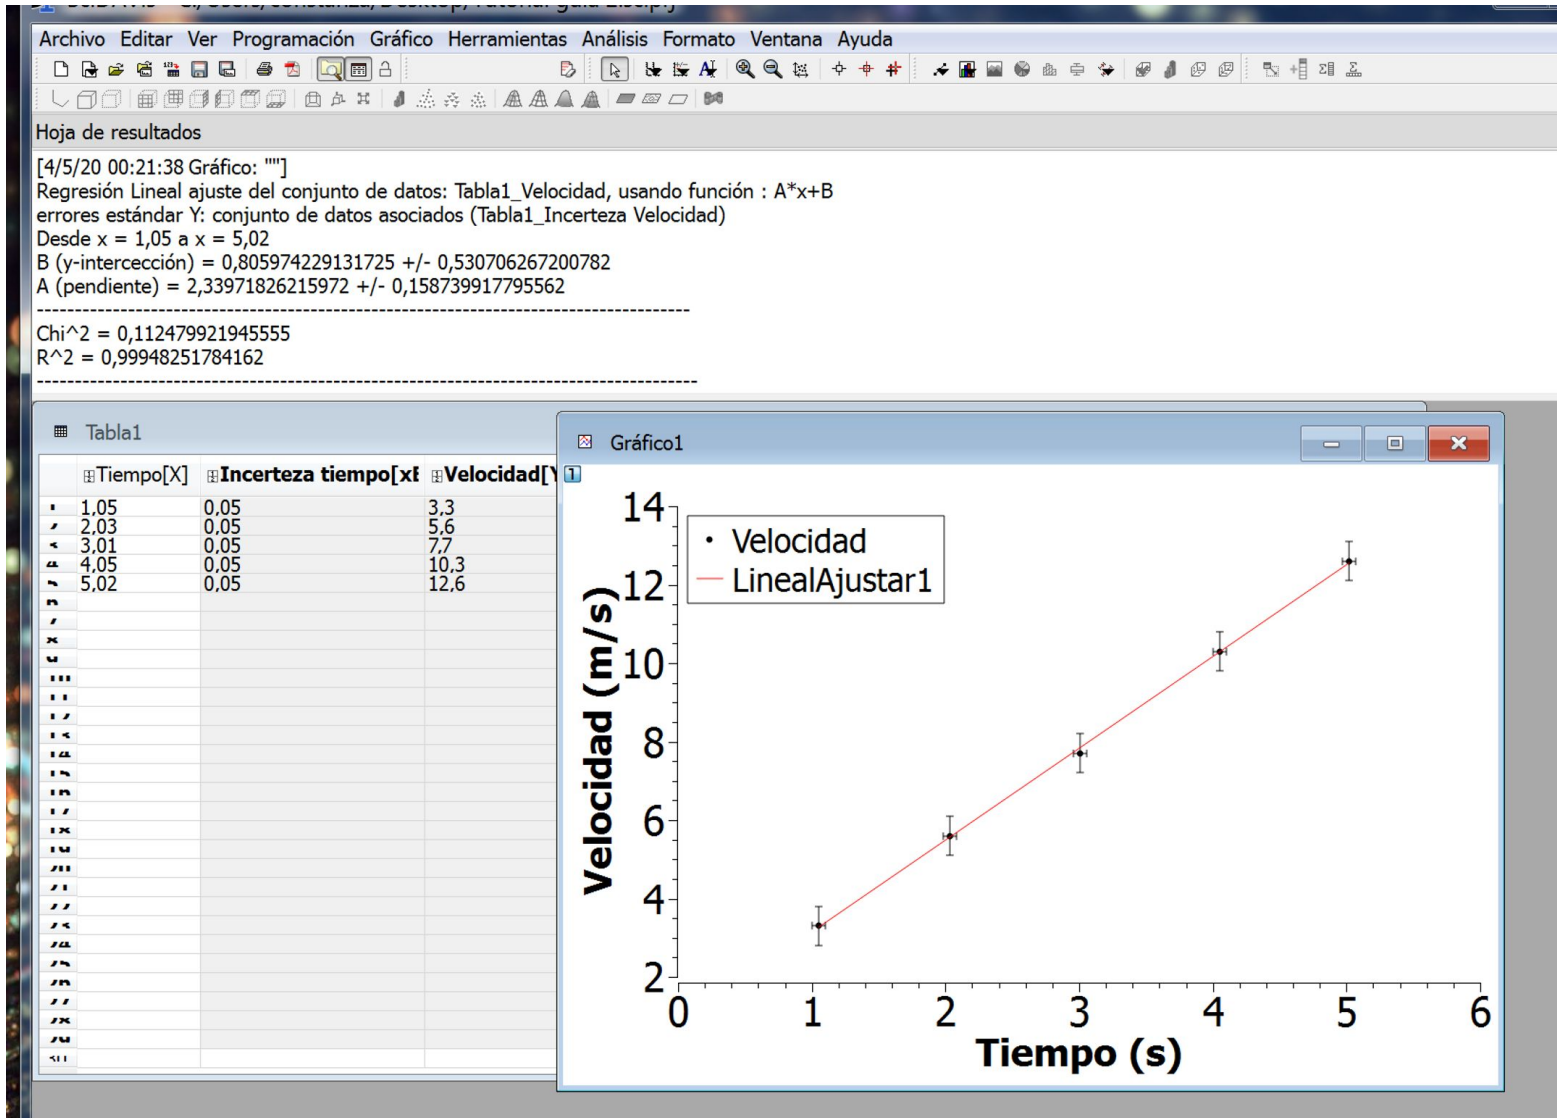 Archivo Editar Ver Programación Gráfico Herramientas Análisis Formato Ventana Ayuda
Hoja de resultados
[4/5/20 00:21:38 Gráfico: ""]
Regresión Lineal ajuste del conjunto de datos: Tabla1_Velocidad, usando función : A*x+B
errores estándar Y: conjunto de datos asociados (Tabla1_Incerteza Velocidad)
Desde x = 1,05 a x = 5,02
B (y-intercección) = 0,805974229131725 +/- 0,530706267200782
A (pendiente) = 2,33971826215972 +/- 0,158739917795562
---------------------------------------------------------------------------------------
Chi^2 = 0,112479921945555
R^2 = 0,99948251784162
---------------------------------------------------------------------------------------
Tabla1
Tiempo[X] Incerteza tiempo[xE Velocidad[Y
1,05 0,05 3,3
2,03 0,05 5,6
3,01 0,05 7,7
4,05 0,05 10,3
5,02 0,05 12,6
Gráfico1
1
Velocidad
LinealAjustar1
14
12
10
8
6
4
2
Velocidad (m/s)
0 1 2 3 4 5 6
Tiempo (s)